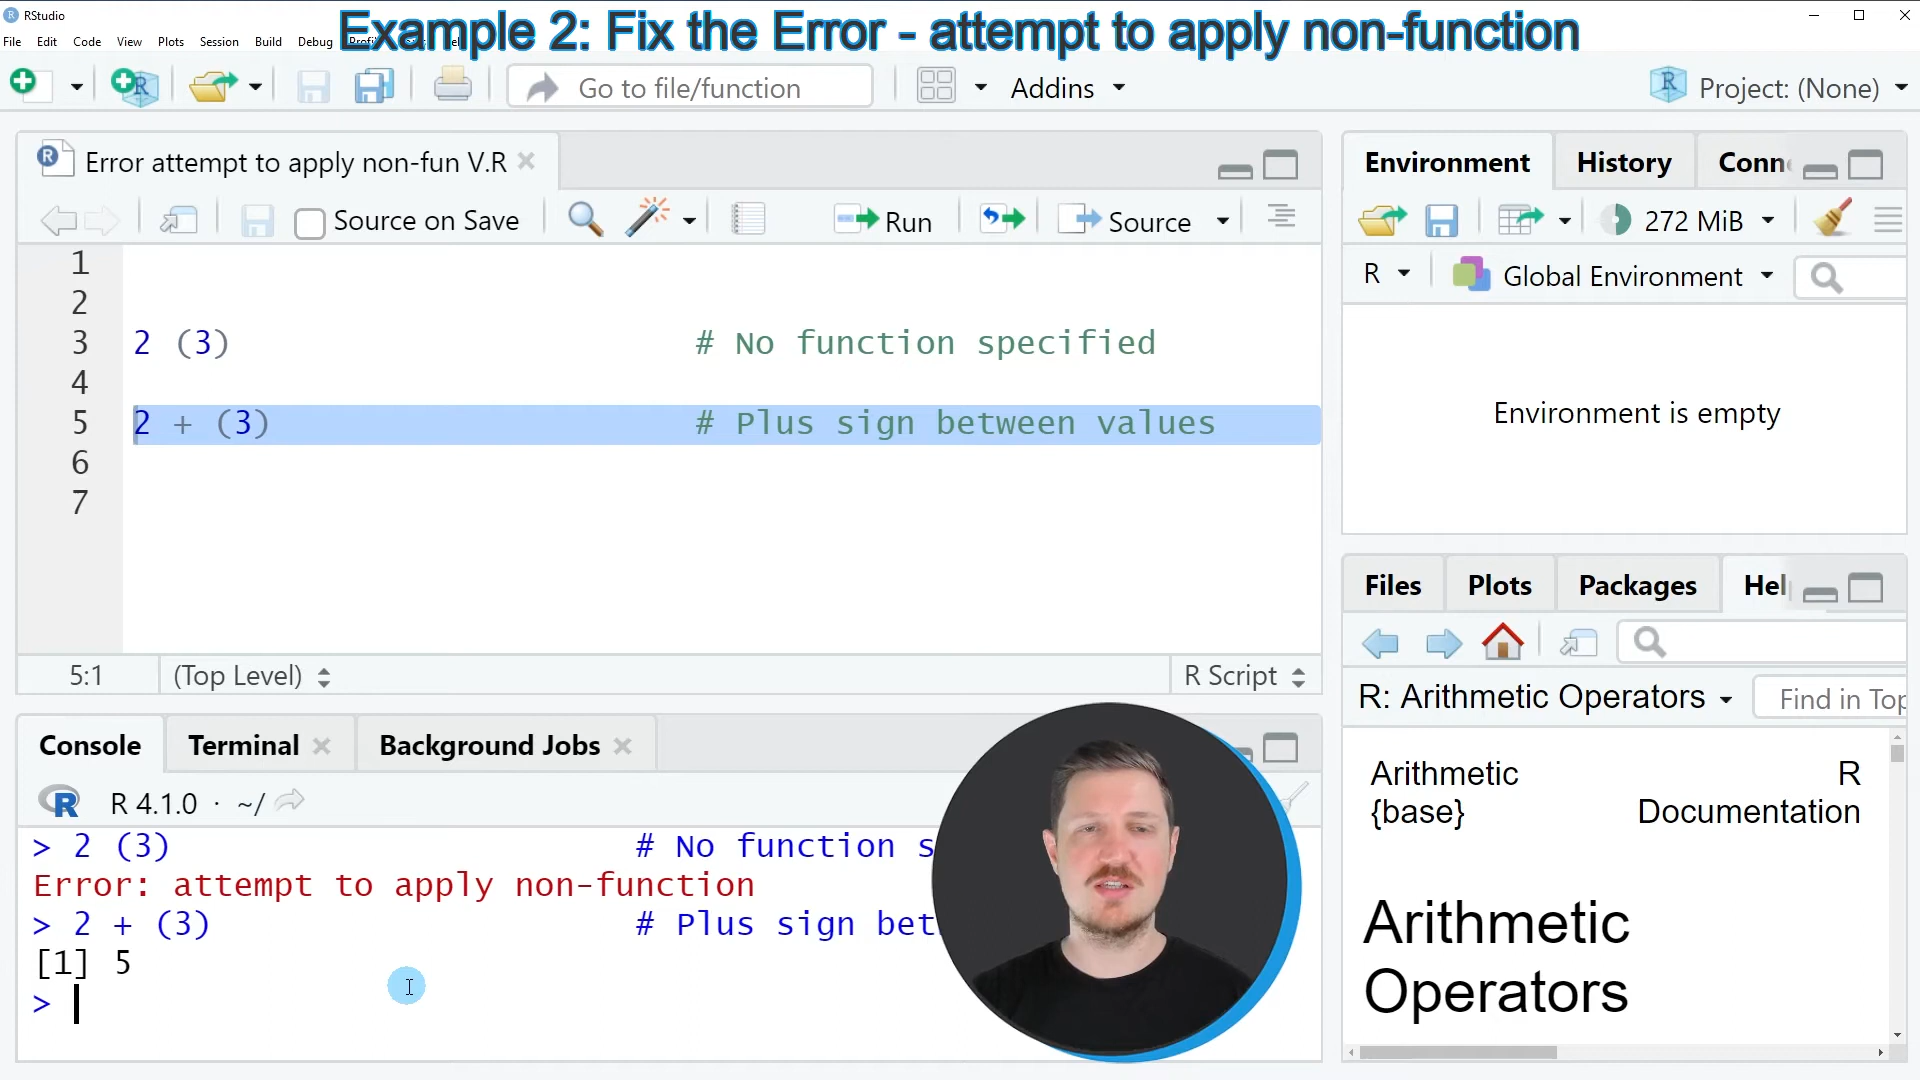 RStudio
Example 2: Fix the Error - attempt to apply non-function
File Edit Code View Plots Session Build Debug
Go to file/function
Addins
Project: (None)
Error attempt to apply non-fun V.R
Source on Save
Run
Source
1
2
3 2 (3) # No function specified
4
5 2 + (3) # Plus sign between values
6
7
5:1 (Top Level) R Script
Console Terminal Background Jobs
R 4.1.0 · ~/
> 2 (3) # No function s
Error: attempt to apply non-function
> 2 + (3) # Plus sign bet
[1] 5
>
Environment History Conn
272 MiB
R Global Environment
Environment is empty
Files Plots Packages Hel
R: Arithmetic Operators Find in Top
Arithmetic {base} R Documentation
Arithmetic
Operators